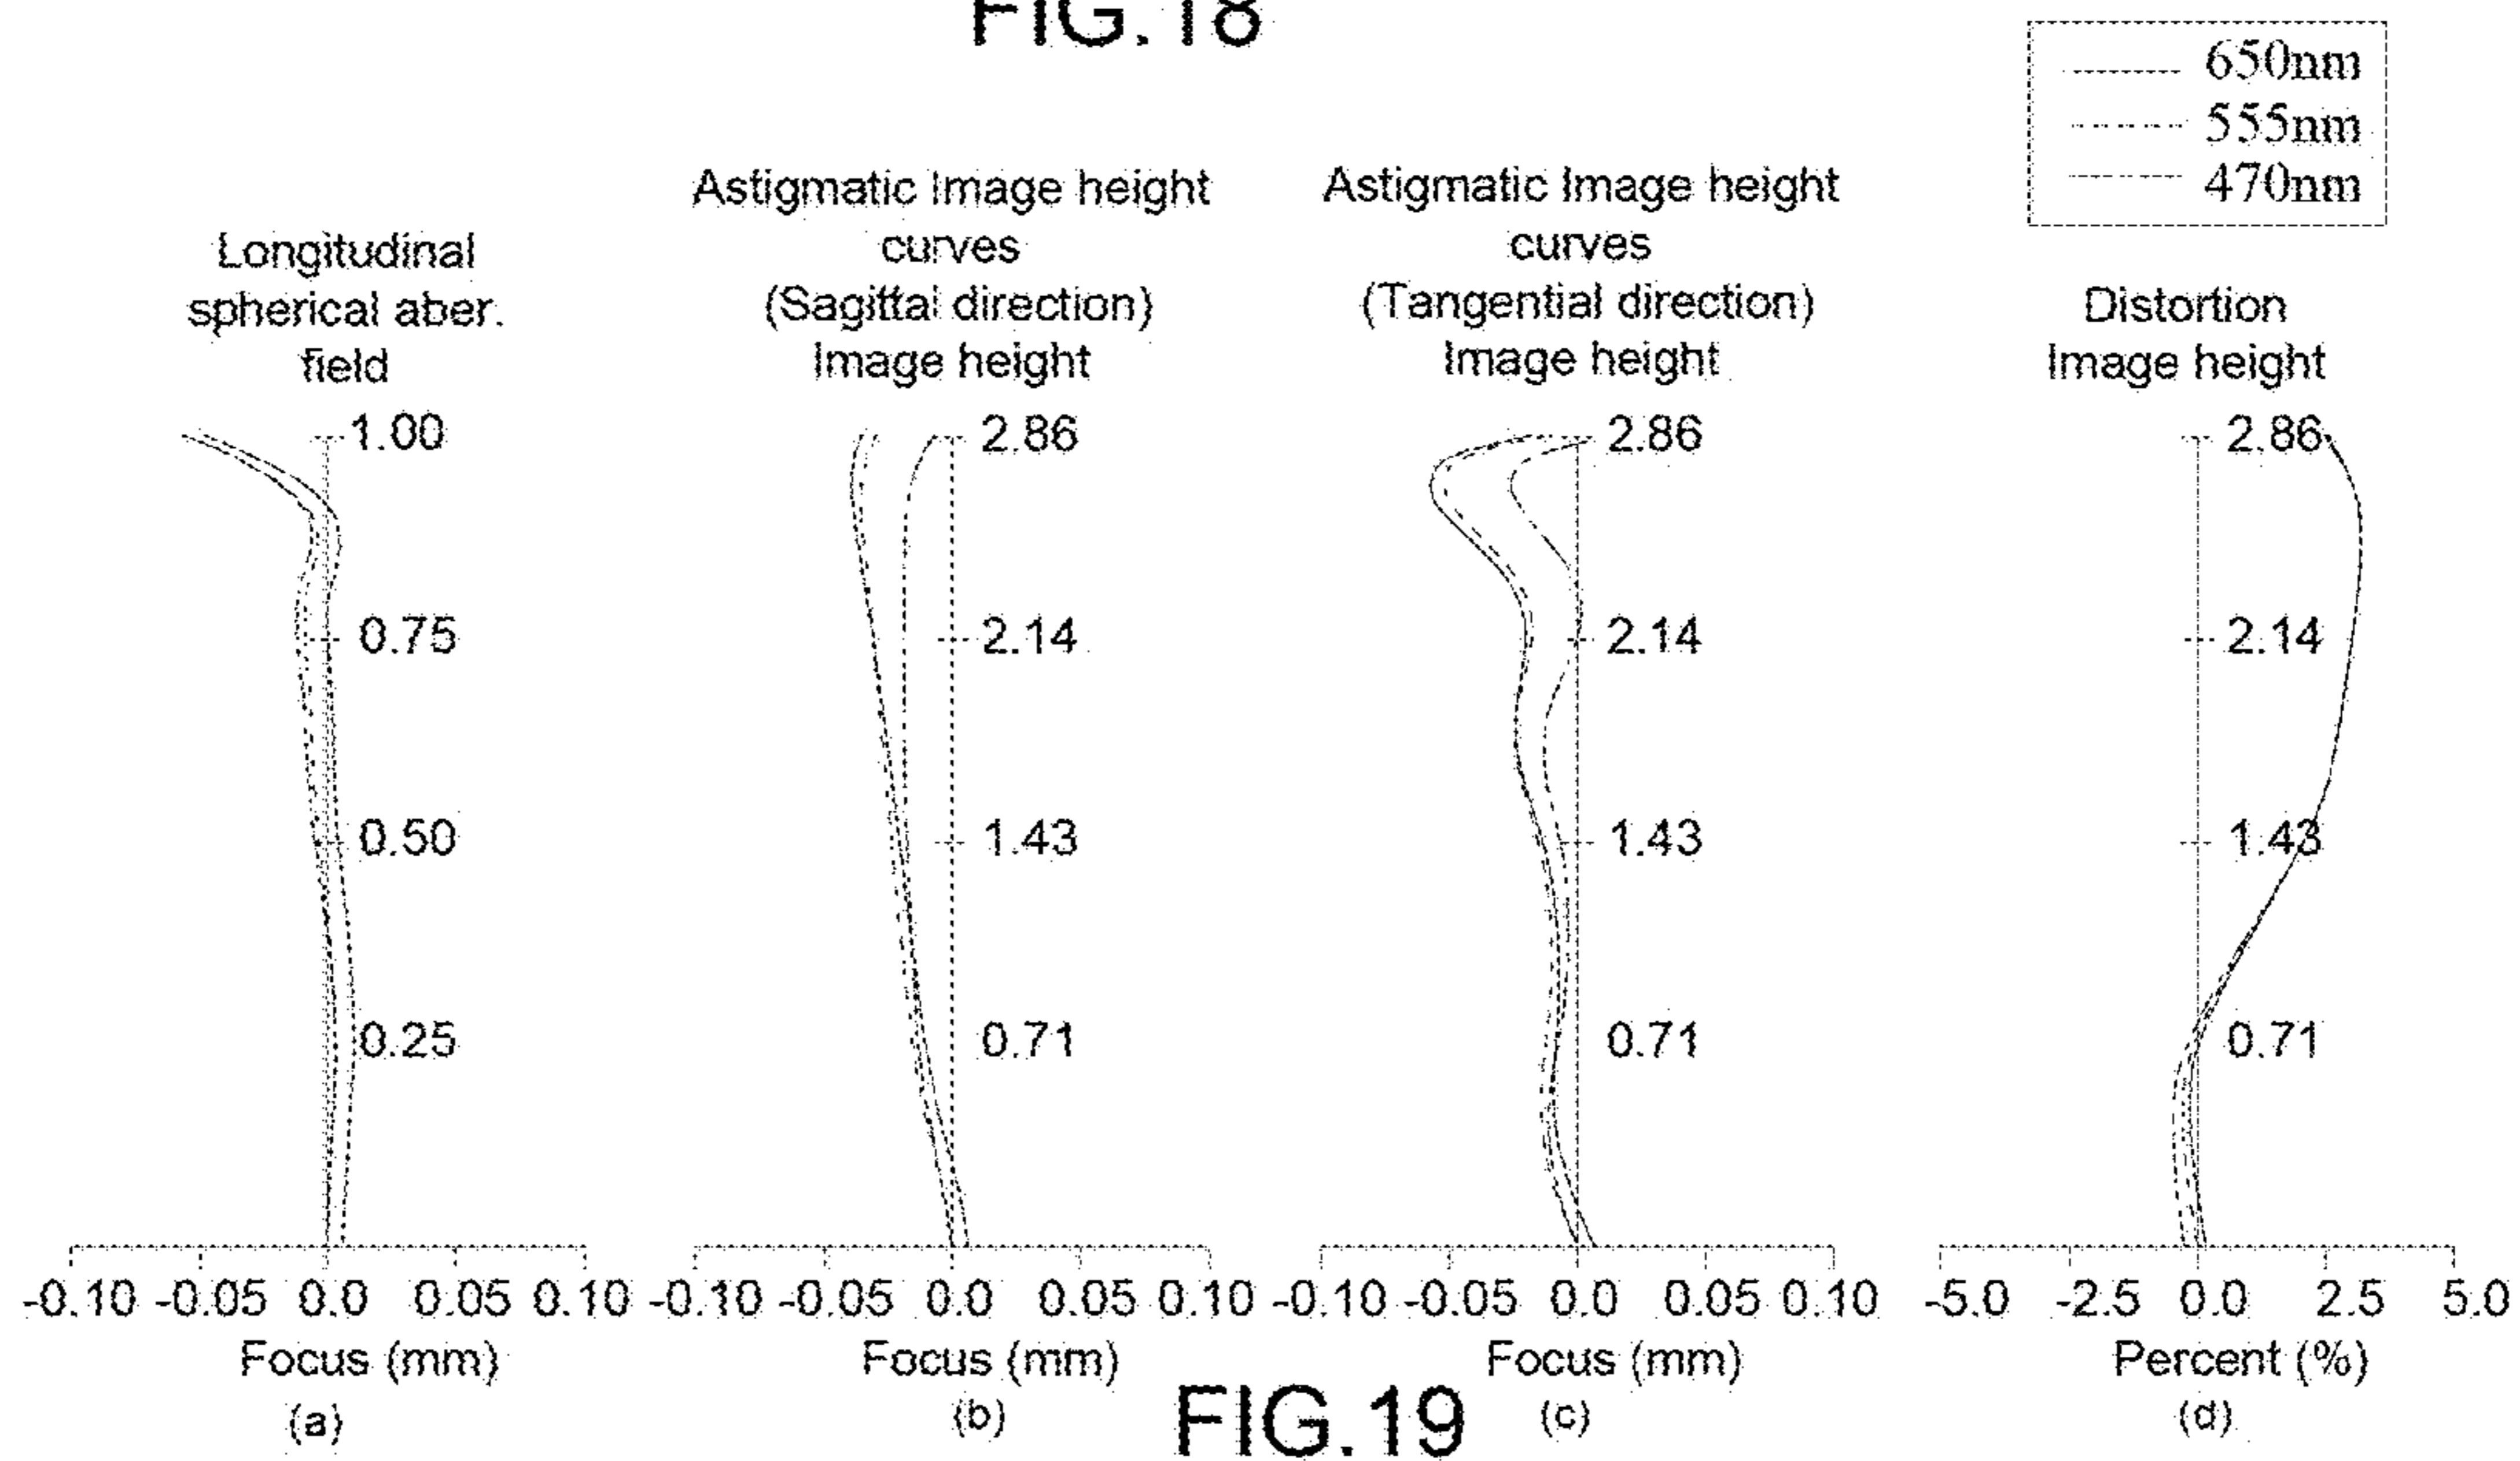 FIG.18
650nm
555nm
470nm
Longitudinal
spherical aber.
field
1.00
0.75
0.50
0.25
-0.10 -0.05 0.0 0.05 0.10
Focus (mm)
(a)
Astigmatic Image height
curves
(Sagittal direction)
Image height
2.86
2.14
1.43
0.71
-0.10 -0.05 0.0 0.05 0.10
Focus (mm)
(b)
Astigmatic Image height
curves
(Tangential direction)
Image height
2.86
2.14
1.43
0.71
-0.10 -0.05 0.0 0.05 0.10
Focus (mm)
(c)
Distortion
Image height
2.86
2.14
1.43
0.71
-5.0 -2.5 0.0 2.5 5.0
Percent (%)
(d)
FIG.19